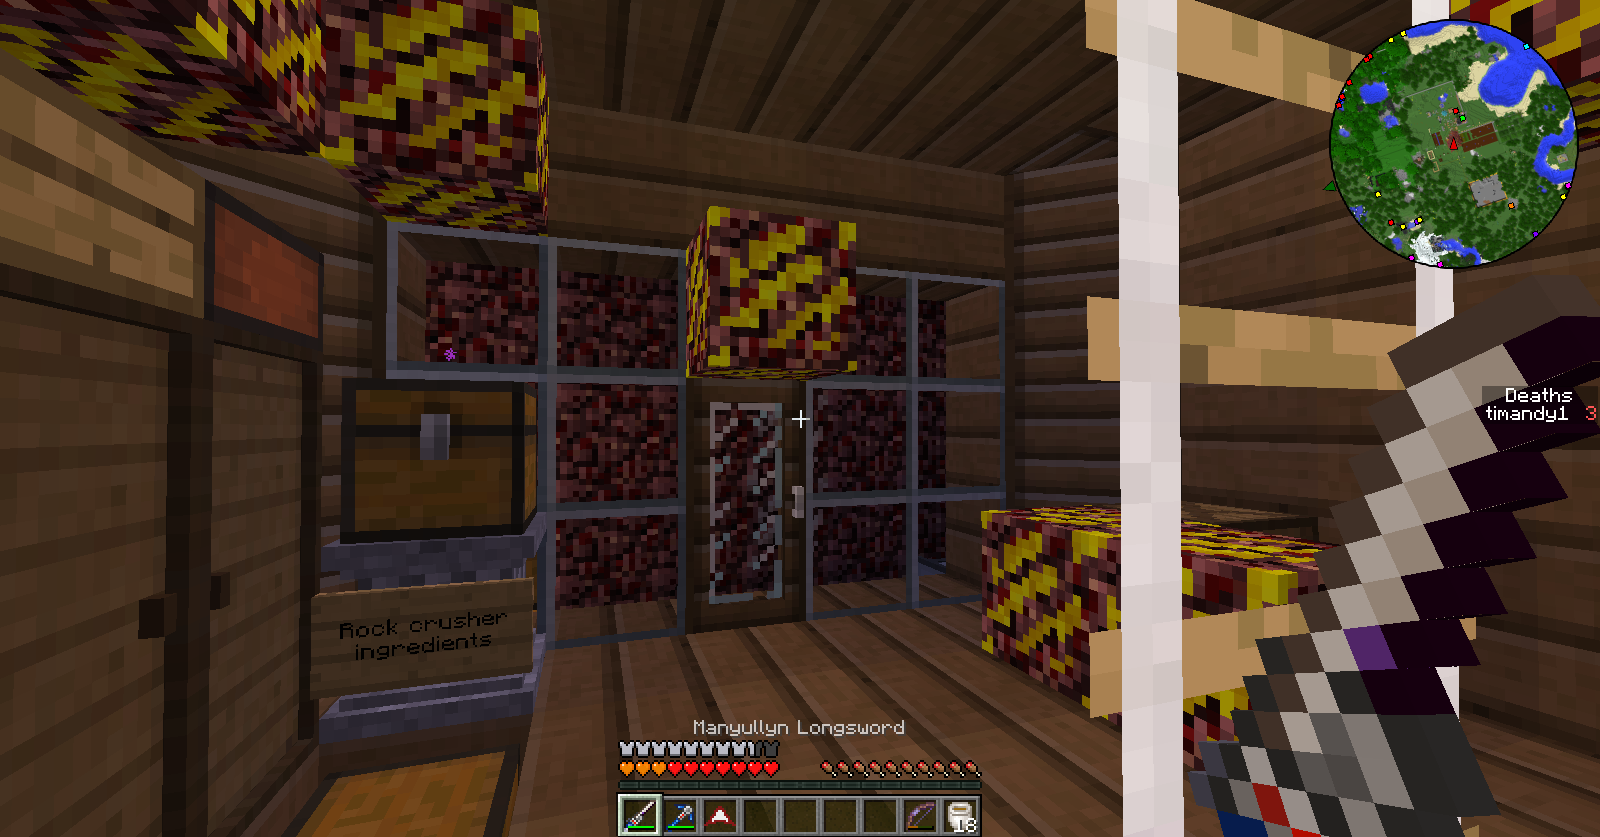 Deaths
timandy1 3
Rock crusher
ingredients
Manyullyn Longsword
18